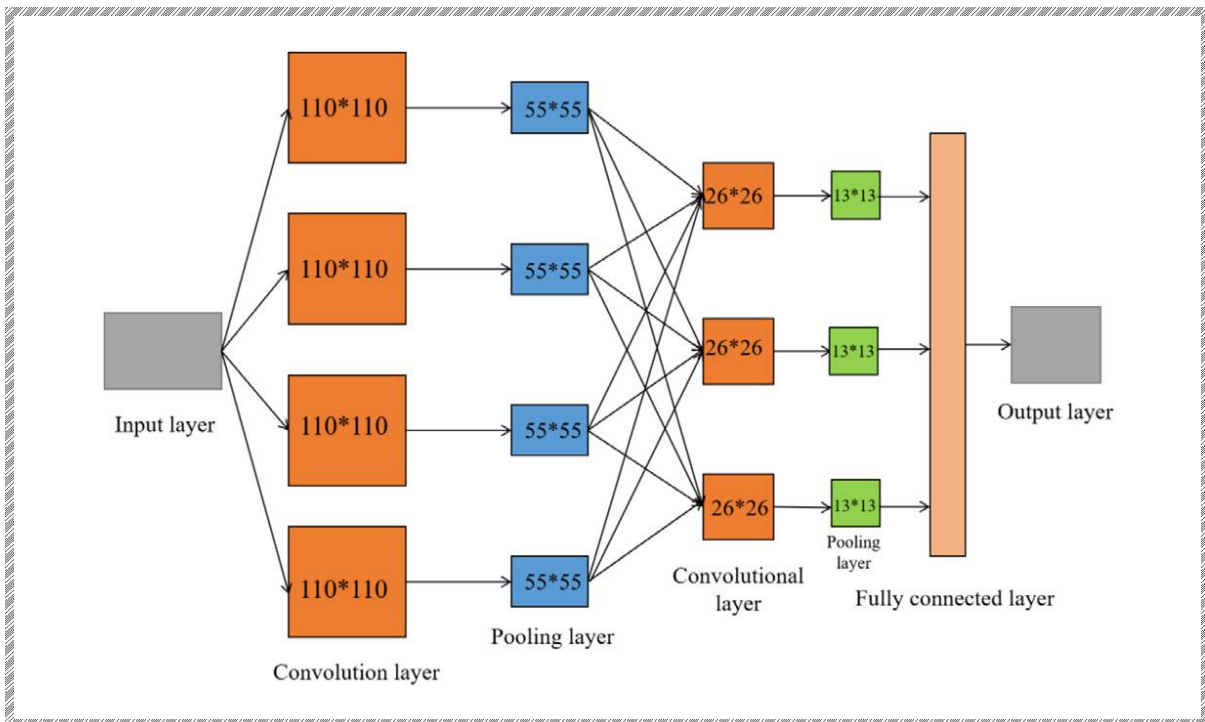 110*110
55*55
26*26
13*13
110*110
55*55
26*26
13*13
Input layer
110*110
55*55
Output layer
26*26
13*13
110*110
55*55
Pooling
layer
Convolutional
layer
Fully connected layer
Pooling layer
Convolution layer